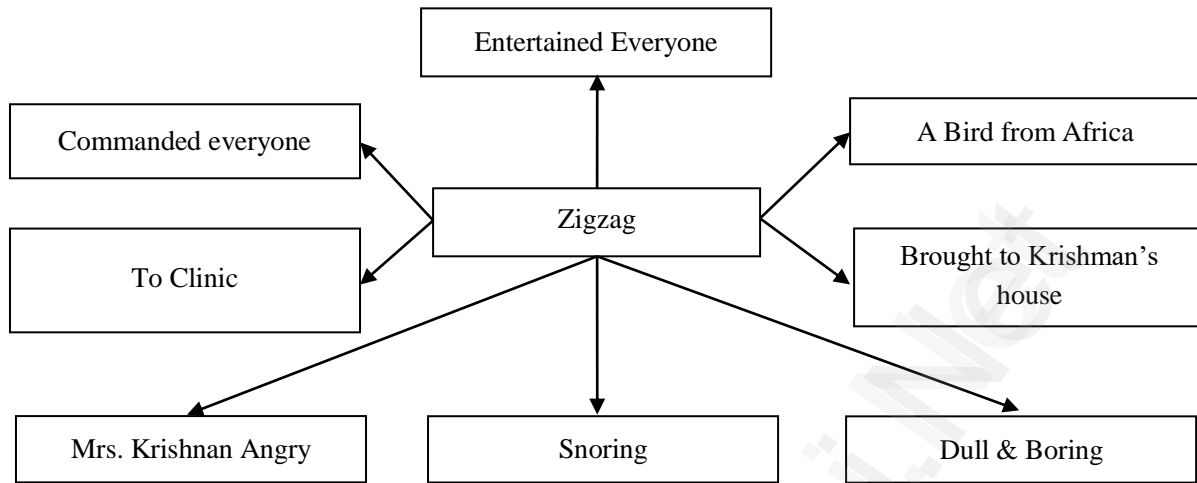 Entertained Everyone
Commanded everyone
A Bird from Africa
Zigzag
To Clinic
Brought to Krishman's
house
Mrs. Krishnan Angry
Snoring
Dull & Boring
i.Net